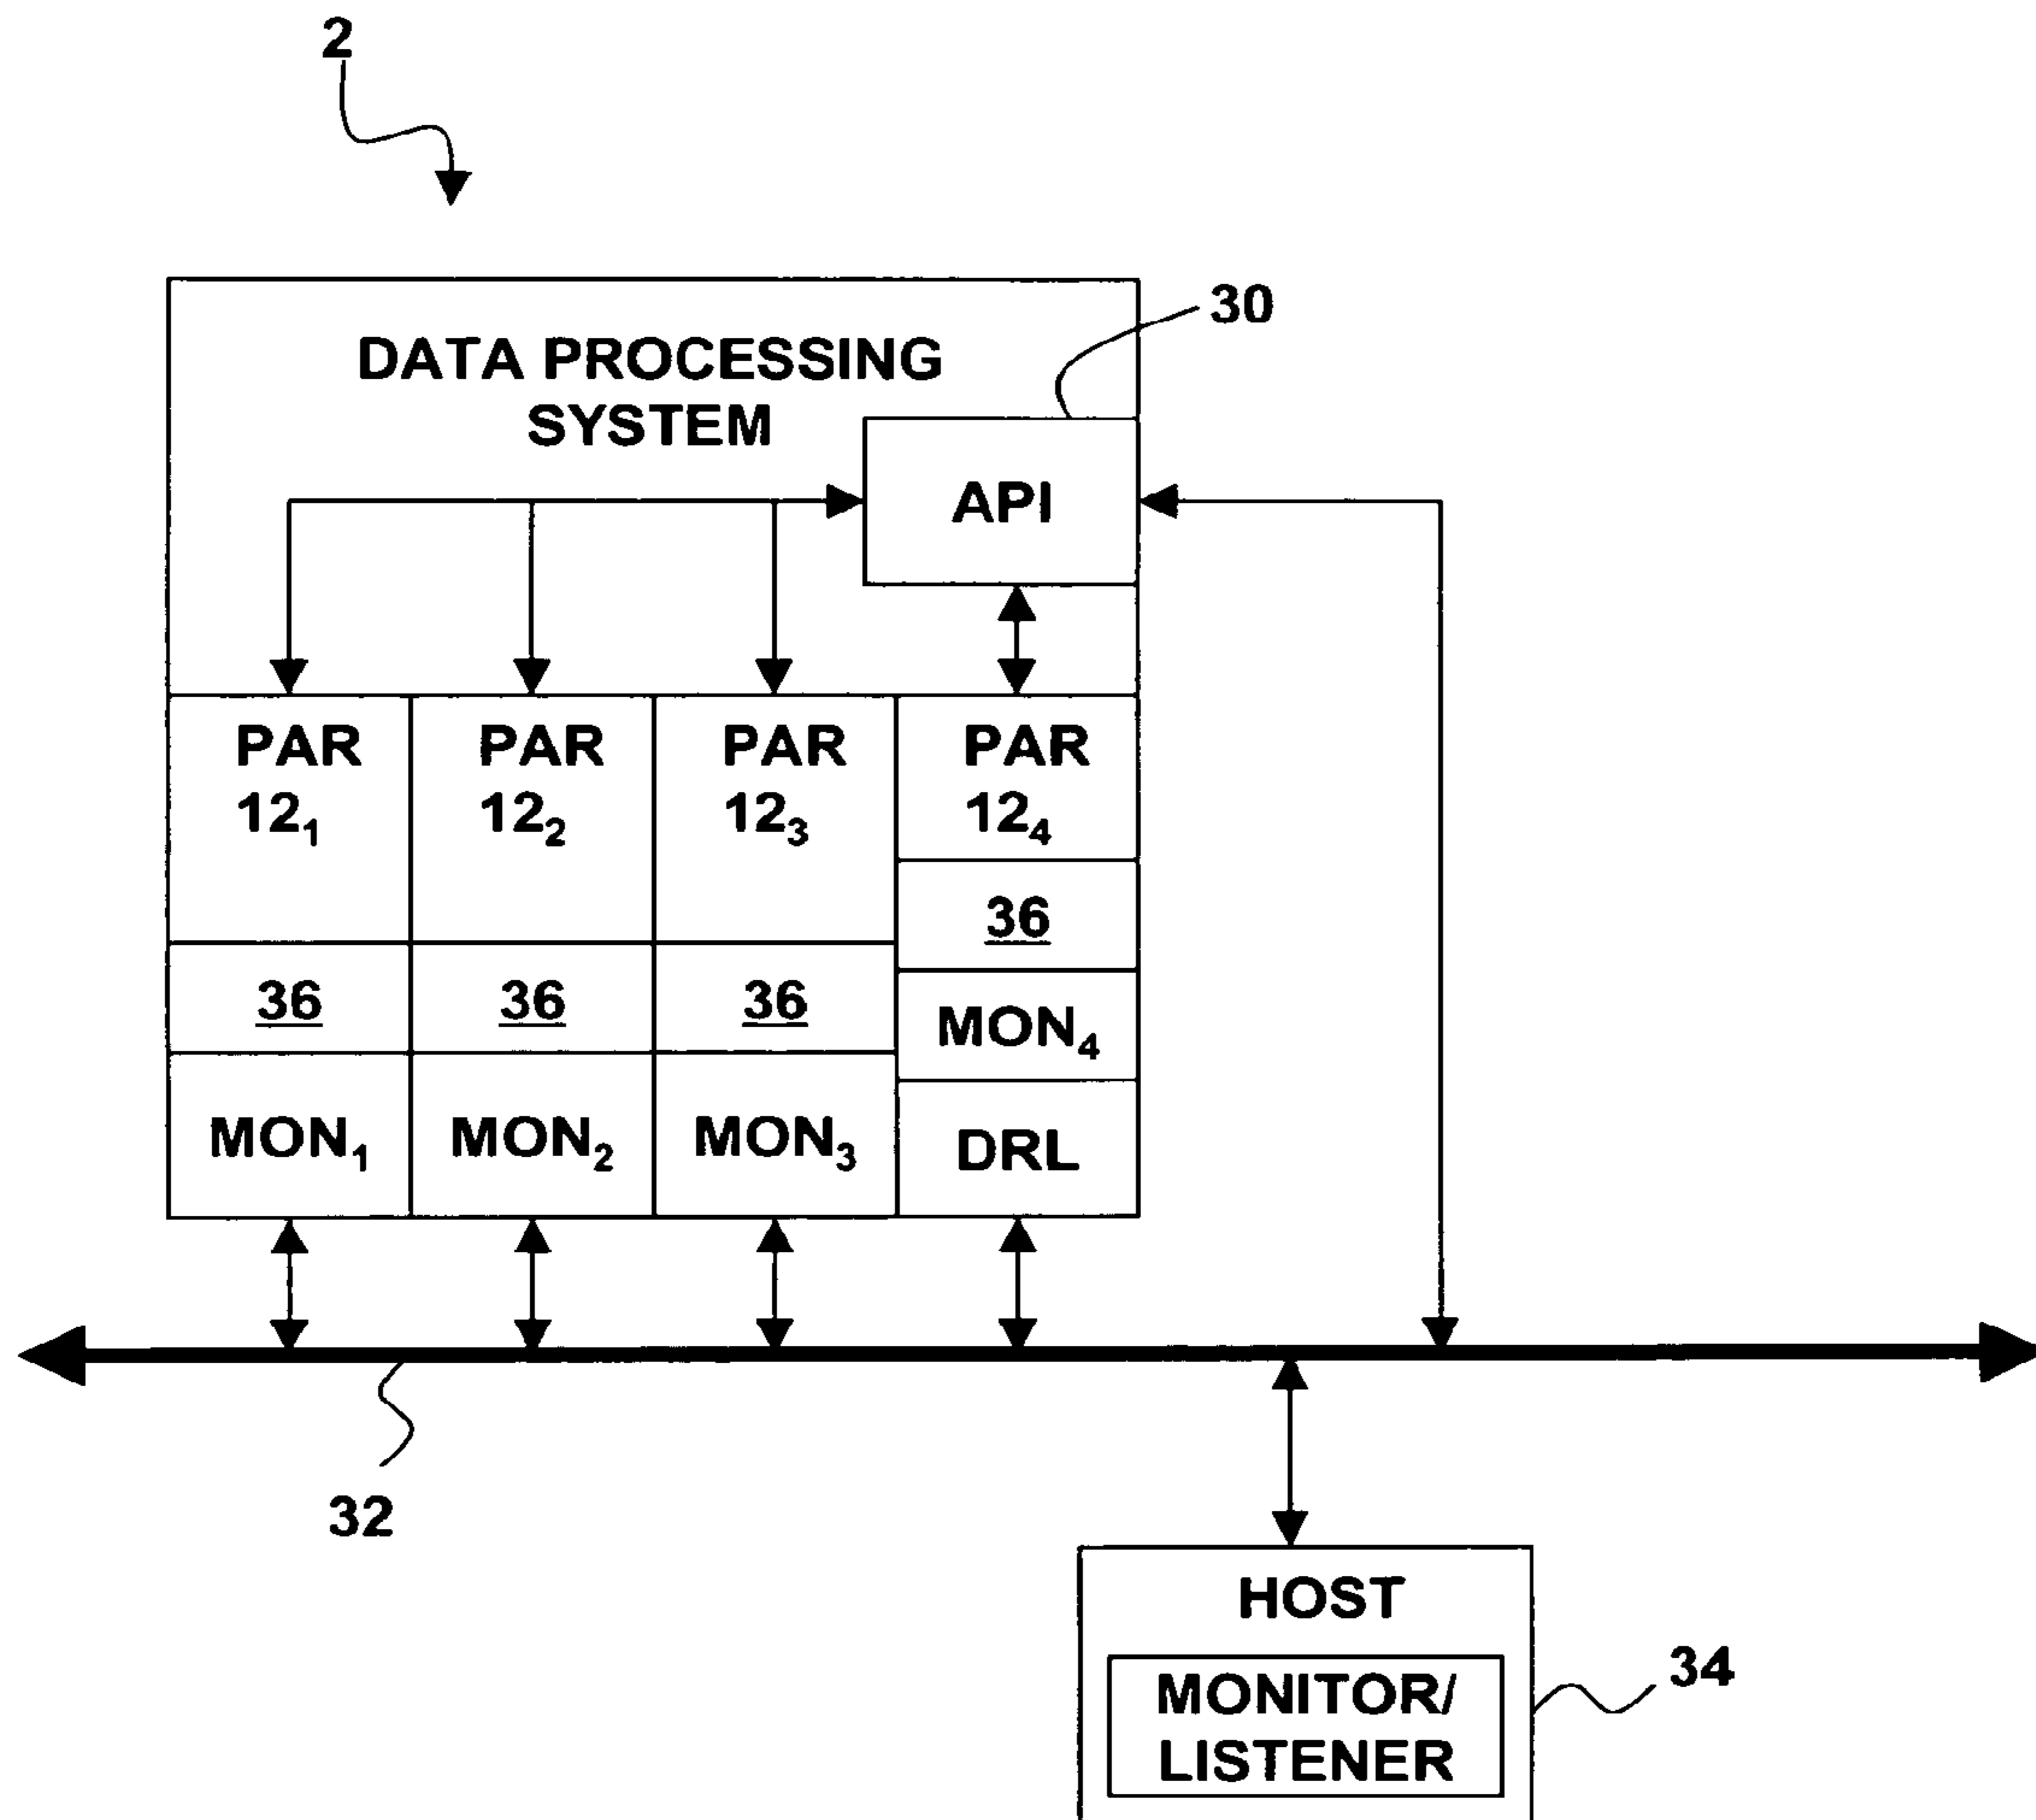 2
30
DATA PROCESSING
SYSTEM
API
PAR
12₁
PAR
12₂
PAR
12₃
PAR
12₄
36
36
36
36
MON₄
MON₁
MON₂
MON₃
DRL
32
HOST
34
MONITOR/
LISTENER